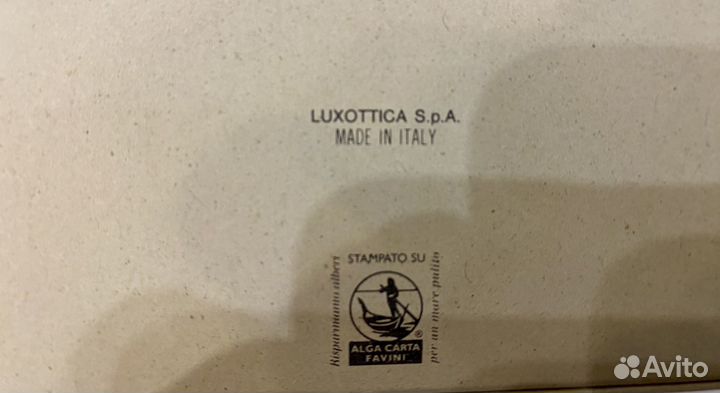 LUXOTTICA S.p.A.
MADE IN ITALY
STAMPATO SU
Risparmiamo alberi
per un mare pulito
®
ALGA CARTA
FAVINI
Avito